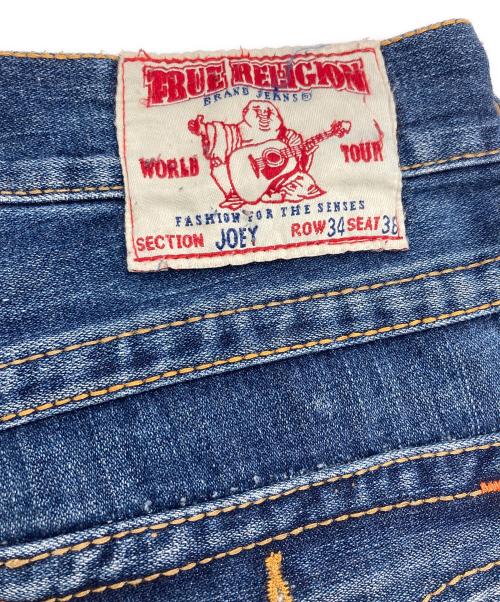 TRUE RELIGION
BRAND JEANS®
WORLD TOUR
FASHION FOR THE SENSES
SECTION JOEY ROW 34 SEAT 38